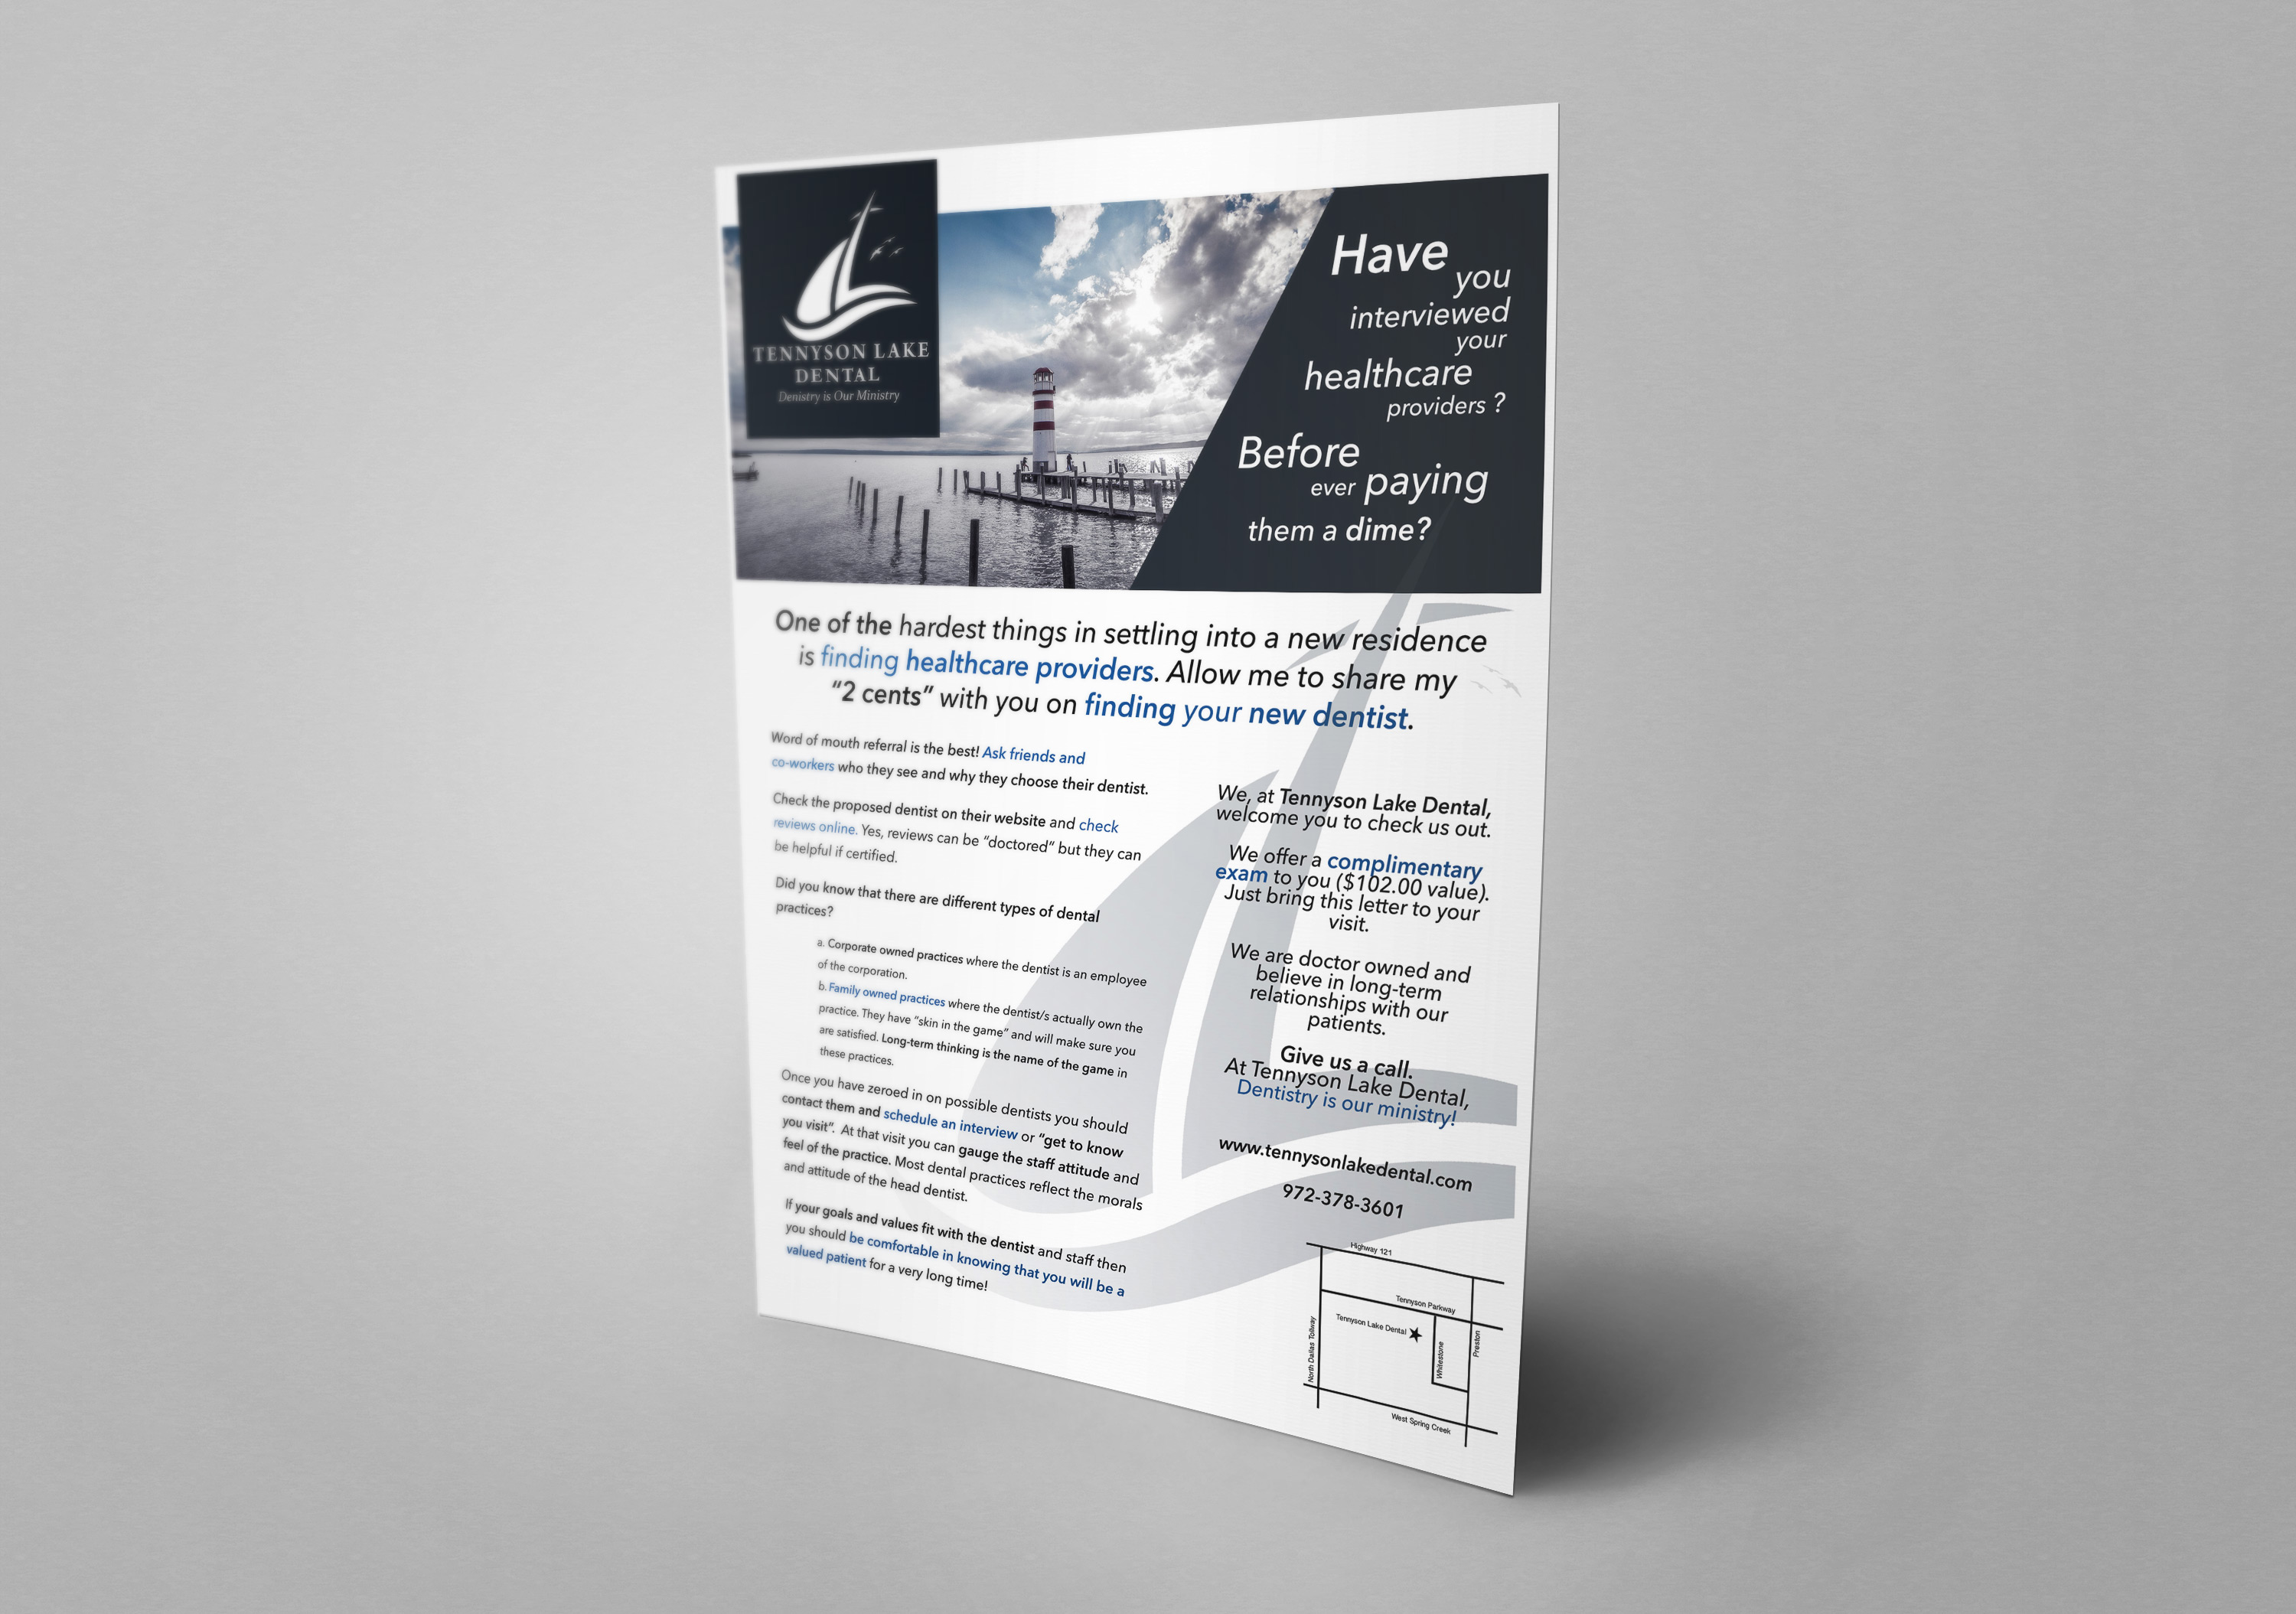 TENNYSON LAKE
DENTAL
Denistry is Our Ministry
Have
you
interviewed
your
healthcare
providers ?
Before
ever paying
them a dime?
One of the hardest things in settling into a new residence
is finding healthcare providers. Allow me to share my
"2 cents" with you on finding your new dentist.
Word of mouth referral is the best! Ask friends and
co-workers who they see and why they choose their dentist.
Check the proposed dentist on their website and check
reviews online. Yes, reviews can be "doctored" but they can
be helpful if certified.
Did you know that there are different types of dental
practices?
a. Corporate owned practices where the dentist is an employee
of the corporation.
b. Family owned practices where the dentist/s actually own the
practice. They have "skin in the game" and will make sure you
are satisfied. Long-term thinking is the name of the game in
these practices.
Once you have zeroed in on possible dentists you should
contact them and schedule an interview or "get to know
you visit". At that visit you can gauge the staff attitude and
feel of the practice. Most dental practices reflect the morals
and attitude of the head dentist.
If your goals and values fit with the dentist and staff then
you should be comfortable in knowing that you will be a
valued patient for a very long time!
We, at Tennyson Lake Dental,
welcome you to check us out.
We offer a complimentary
exam to you ($102.00 value).
Just bring this letter to your
visit.
We are doctor owned and
believe in long-term
relationships with our
patients.
Give us a call.
At Tennyson Lake Dental,
Dentistry is our ministry!
www.tennysonlakedental.com
972-378-3601
Highway 121
Tennyson Parkway
Tennyson Lake Dental
North Dallas Tollway
Whitestone
Preston
West Spring Creek